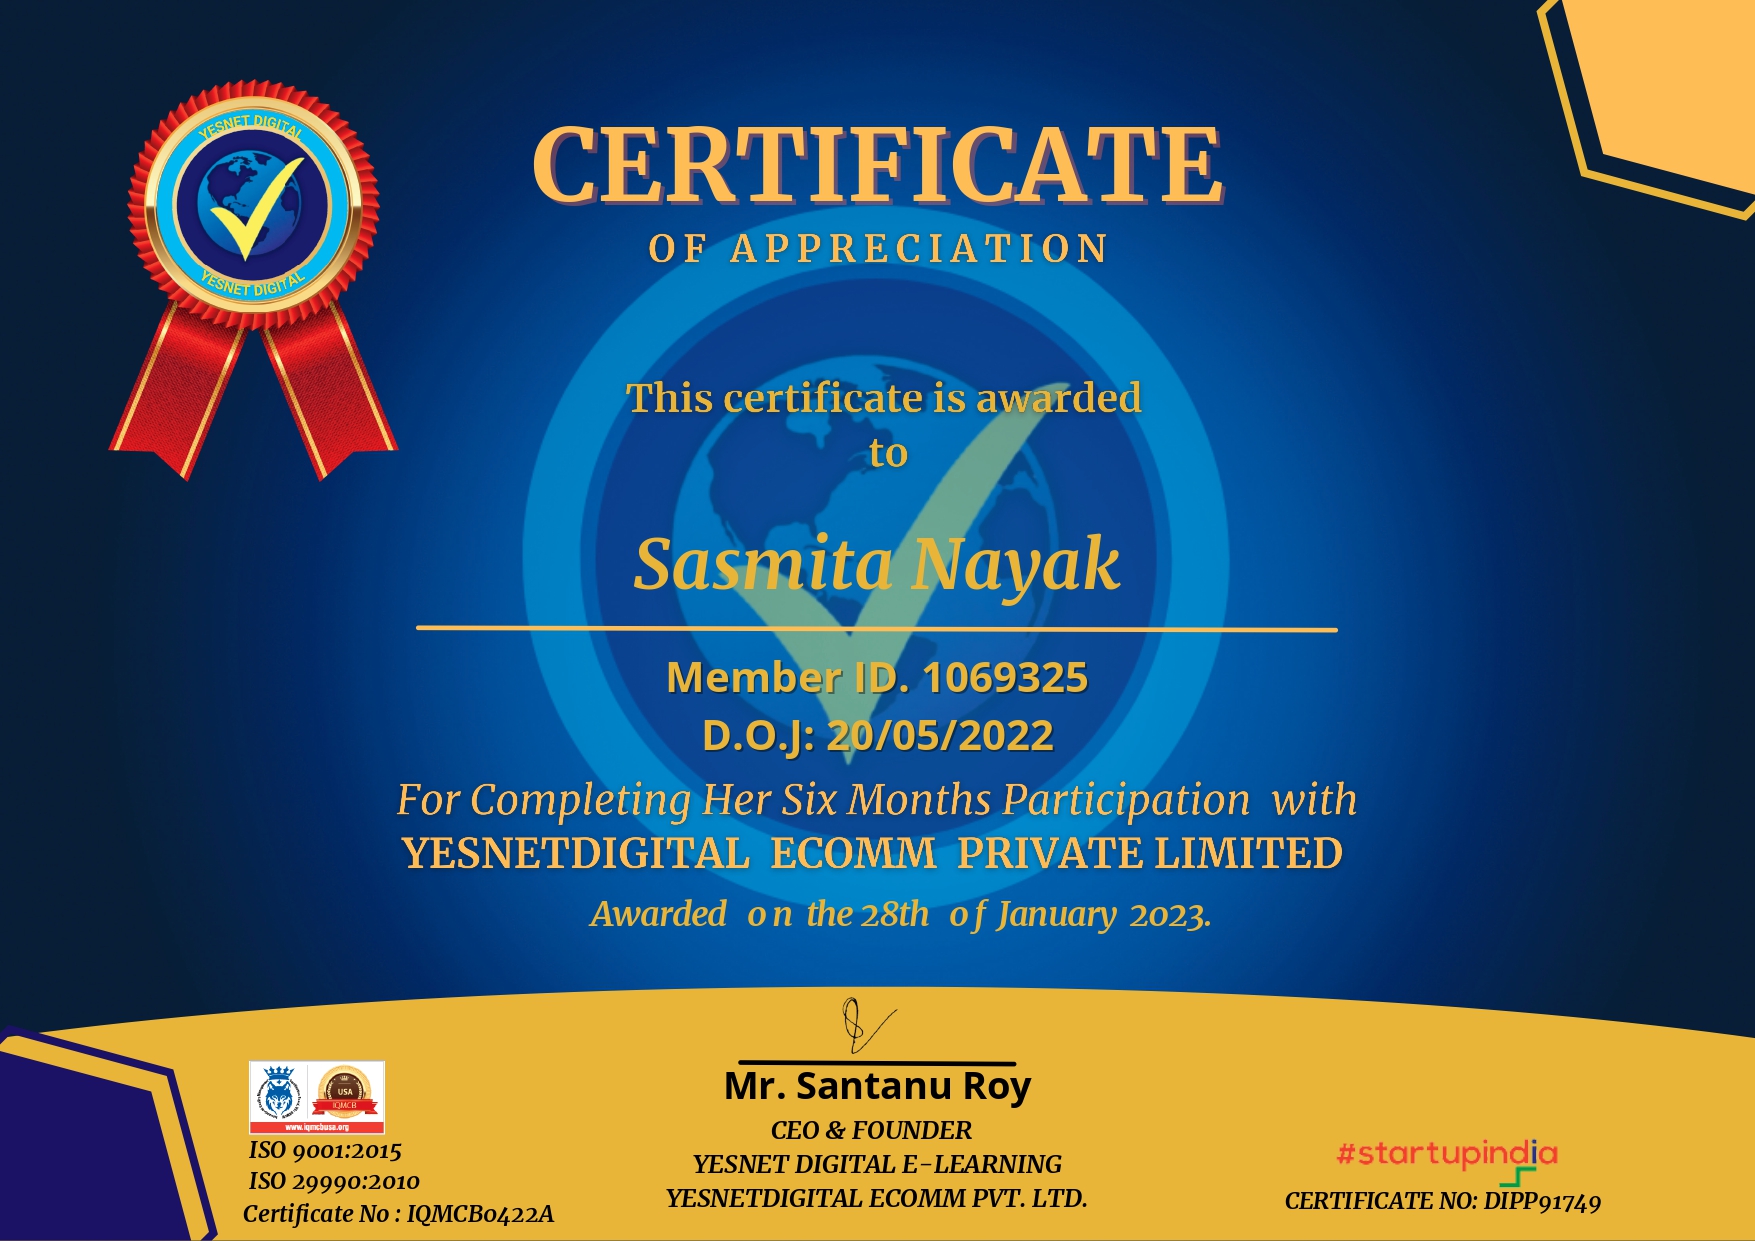 YESNET DIGITAL
YESNET DIGITAL
CERTIFICATE
OF APPRECIATION
This certificate is awarded
to
Sasmita Nayak
Member ID. 1069325
D.O.J: 20/05/2022
For Completing Her Six Months Participation with
YESNETDIGITAL ECOMM PRIVATE LIMITED
Awarded on the 28th of January 2023.
Mr. Santanu Roy
CEO & FOUNDER
YESNET DIGITAL E-LEARNING
YESNETDIGITAL ECOMM PVT. LTD.
USA
IQMCB
www.iqmcbusa.org
ISO 9001:2015
ISO 29990:2010
Certificate No : IQMCB0422A
#startupindia
CERTIFICATE NO: DIPP91749